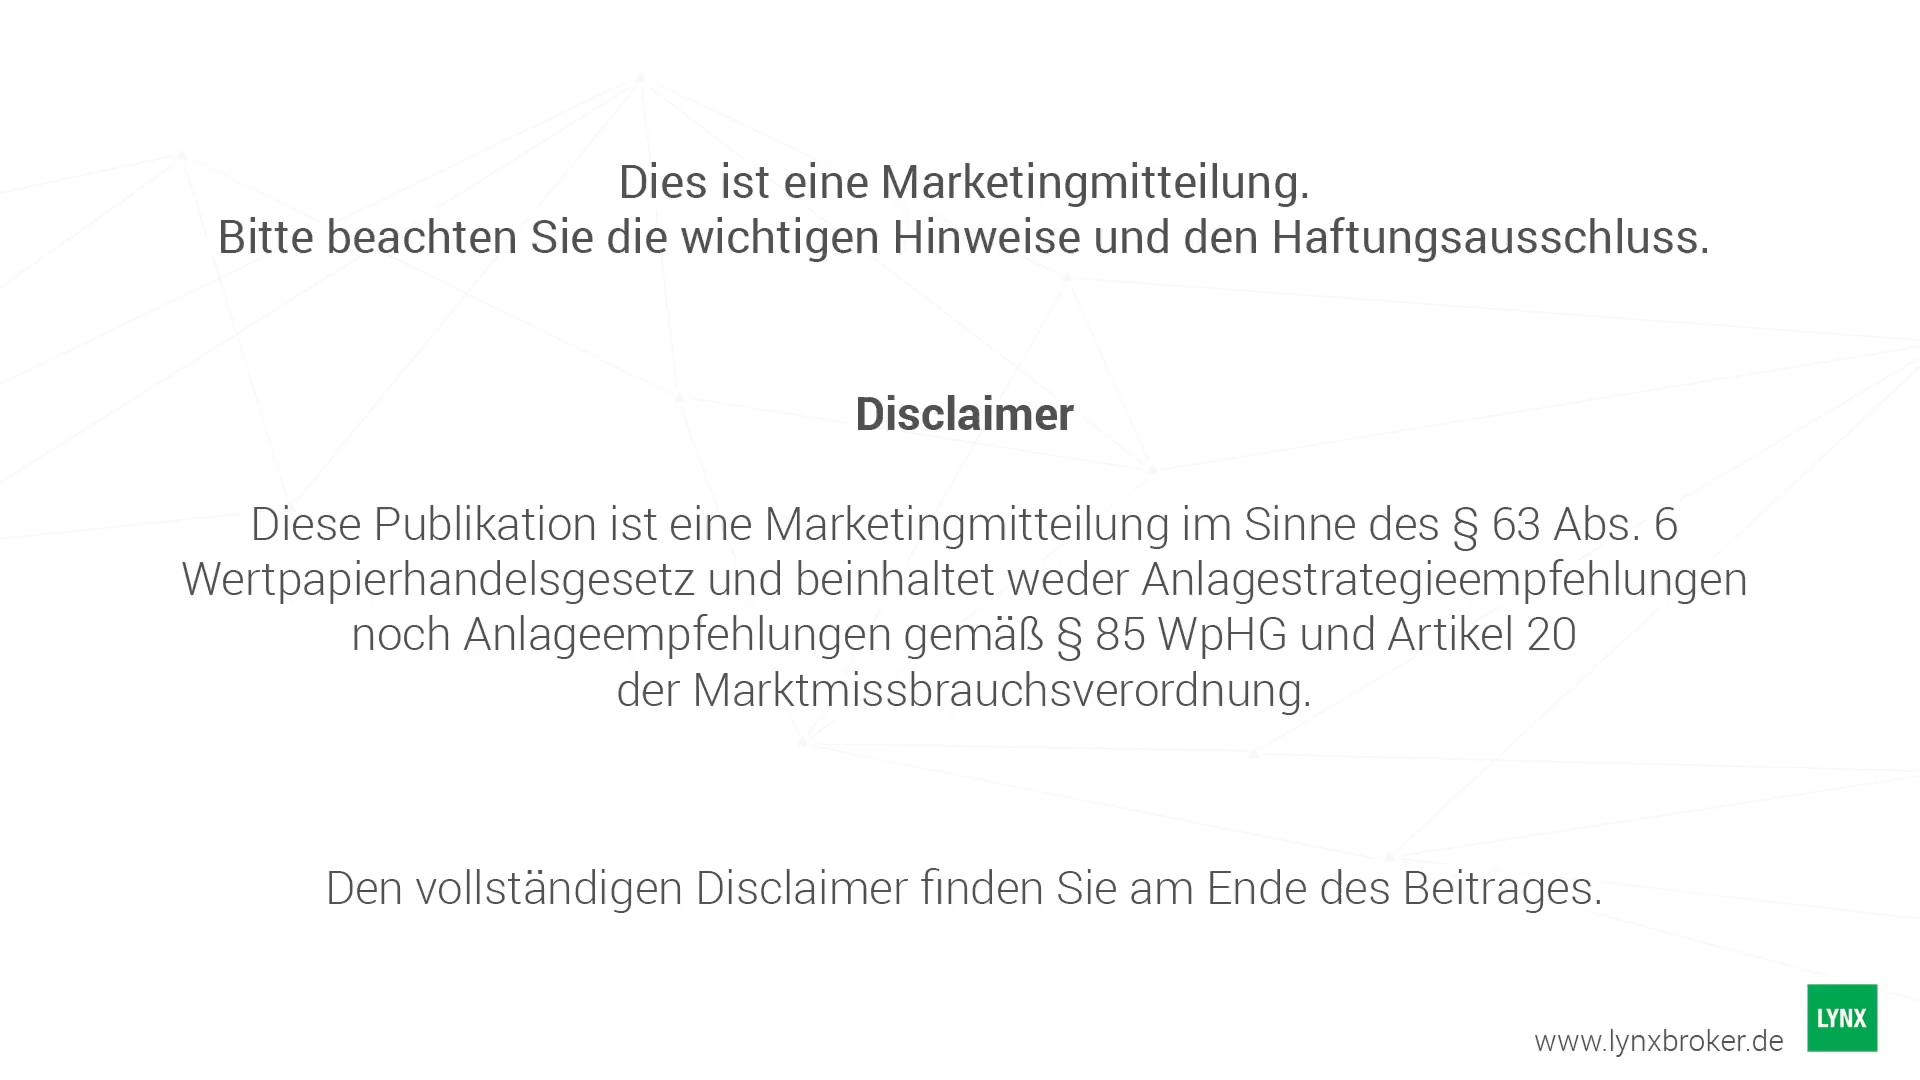 Dies ist eine Marketingmitteilung.
Bitte beachten Sie die wichtigen Hinweise und den Haftungsausschluss.
Disclaimer
Diese Publikation ist eine Marketingmitteilung im Sinne des § 63 Abs. 6
Wertpapierhandelsgesetz und beinhaltet weder Anlagestrategieempfehlungen
noch Anlageempfehlungen gemäß § 85 WpHG und Artikel 20
der Marktmissbrauchsverordnung.
Den vollständigen Disclaimer finden Sie am Ende des Beitrages.
LYNX
www.lynxbroker.de